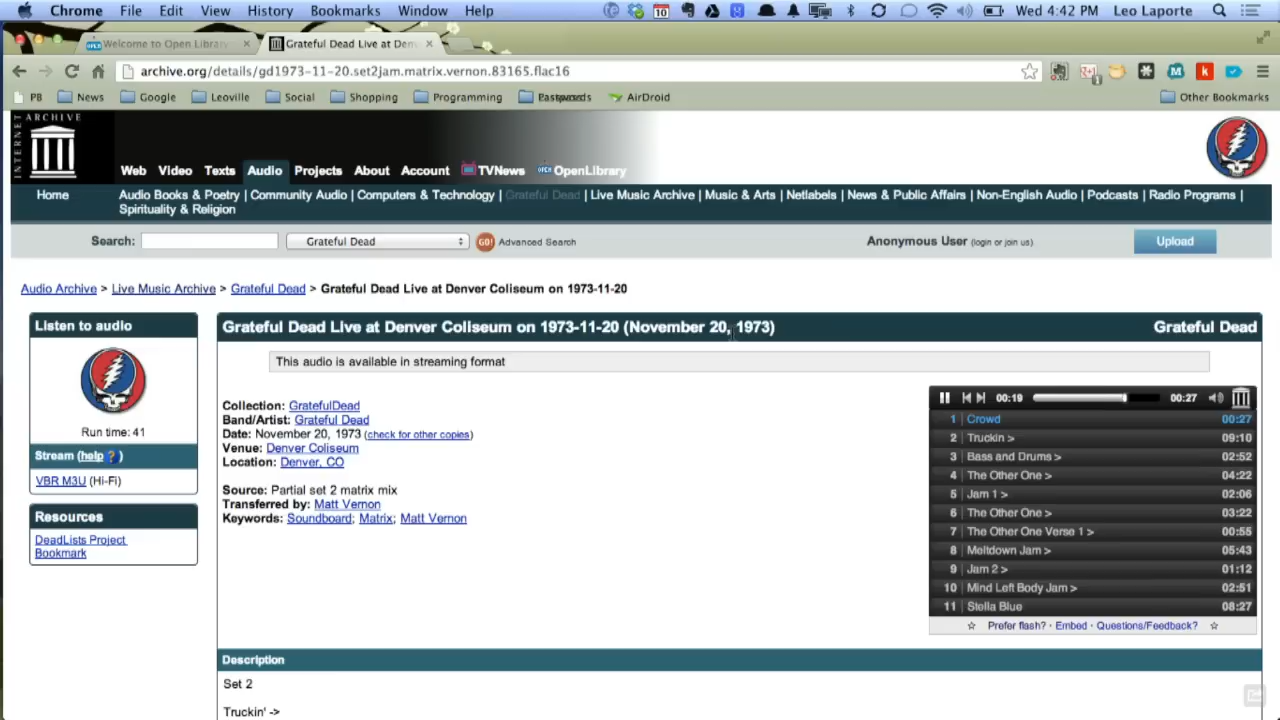 Chrome File Edit View History Bookmarks Window Help 10 Wed 4:42 PM Leo Laporte
Welcome to Open Library Grateful Dead Live at Den
archive.org/details/gd1973-11-20.set2jam.matrix.vernon.83165.flac16
PB News Google Leoville Social Shopping Programming Passwords AirDroid Other Bookmarks
INTERNET ARCHIVE
Web Video Texts Audio Projects About Account TVNews OPEN OpenLibrary
Home Audio Books & Poetry | Community Audio | Computers & Technology | Grateful Dead | Live Music Archive | Music & Arts | Netlabels | News & Public Affairs | Non-English Audio | Podcasts | Radio Programs |
Spirituality & Religion
Search: Grateful Dead GO! Advanced Search Anonymous User (login or join us) Upload
Audio Archive > Live Music Archive > Grateful Dead > Grateful Dead Live at Denver Coliseum on 1973-11-20
Listen to audio
Run time: 41
Stream (help ?)
VBR M3U (Hi-Fi)
Resources
DeadLists Project
Bookmark
Grateful Dead Live at Denver Coliseum on 1973-11-20 (November 20, 1973) Grateful Dead
This audio is available in streaming format
Collection: GratefulDead
Band/Artist: Grateful Dead
Date: November 20, 1973 (check for other copies)
Venue: Denver Coliseum
Location: Denver, CO
Source: Partial set 2 matrix mix
Transferred by: Matt Vernon
Keywords: Soundboard; Matrix; Matt Vernon
00:19 00:27
1 | Crowd 00:27
2 | Truckin > 09:10
3 | Bass and Drums > 02:52
4 | The Other One > 04:22
5 | Jam 1 > 02:06
6 | The Other One > 03:22
7 | The Other One Verse 1 > 00:55
8 | Meltdown Jam > 05:43
9 | Jam 2 > 01:12
10 | Mind Left Body Jam > 02:51
11 | Stella Blue 08:27
☆ Prefer flash? · Embed · Questions/Feedback? ☆
Description
Set 2
Truckin' ->